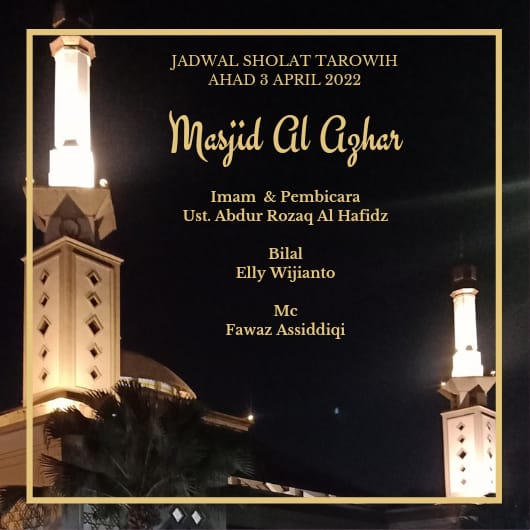 JADWAL SHOLAT TAROWIH
AHAD 3 APRIL 2022
Masjid Al Azhar
Imam & Pembicara
Ust. Abdur Rozaq Al Hafidz
Bilal
Elly Wijianto
Mc
Fawaz Assiddiqi